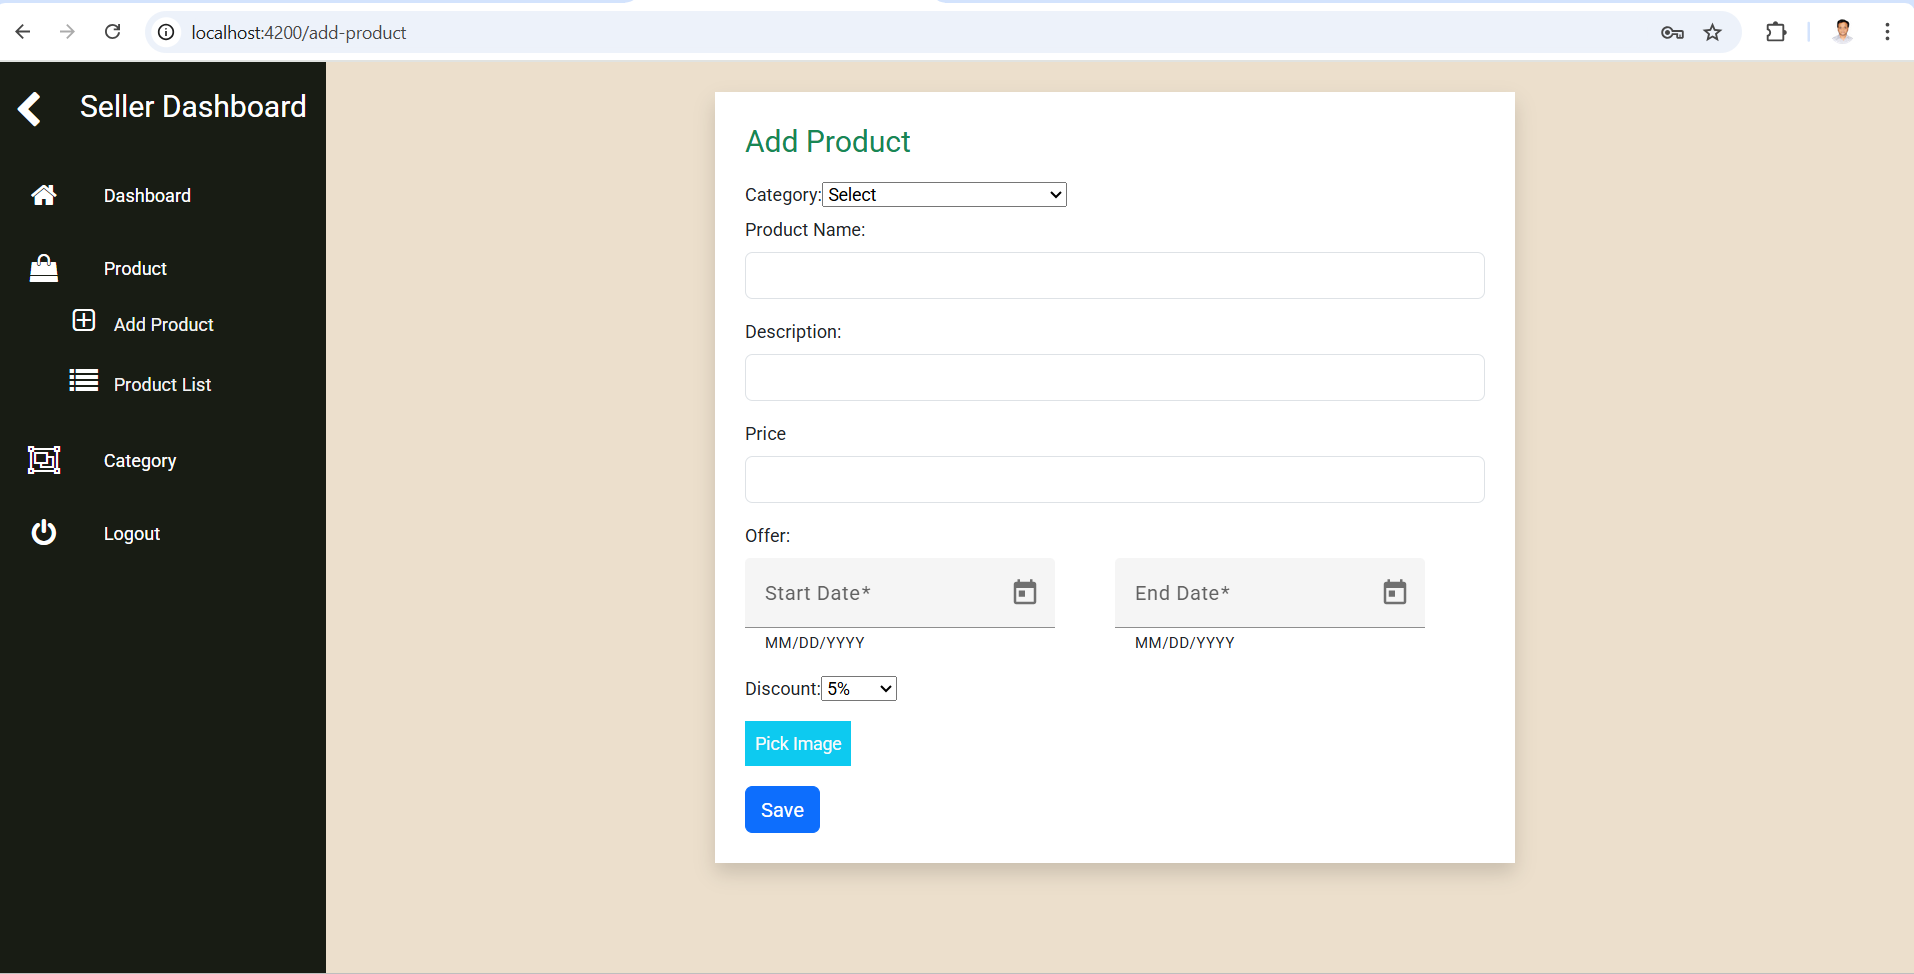 localhost:4200/add-product
Seller Dashboard
Dashboard
Product
Add Product
Product List
Category
Logout
Add Product
Category: Select
Product Name:
Description:
Price
Offer:
Start Date* End Date*
MM/DD/YYYY MM/DD/YYYY
Discount: 5%
Pick Image
Save